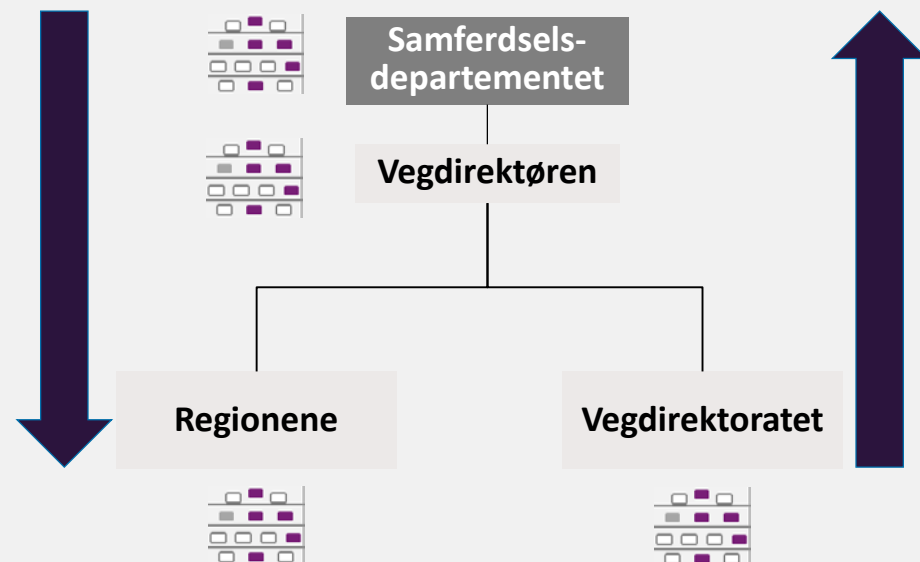 Samferdsels-
departementet
Vegdirektøren
Regionene
Vegdirektoratet